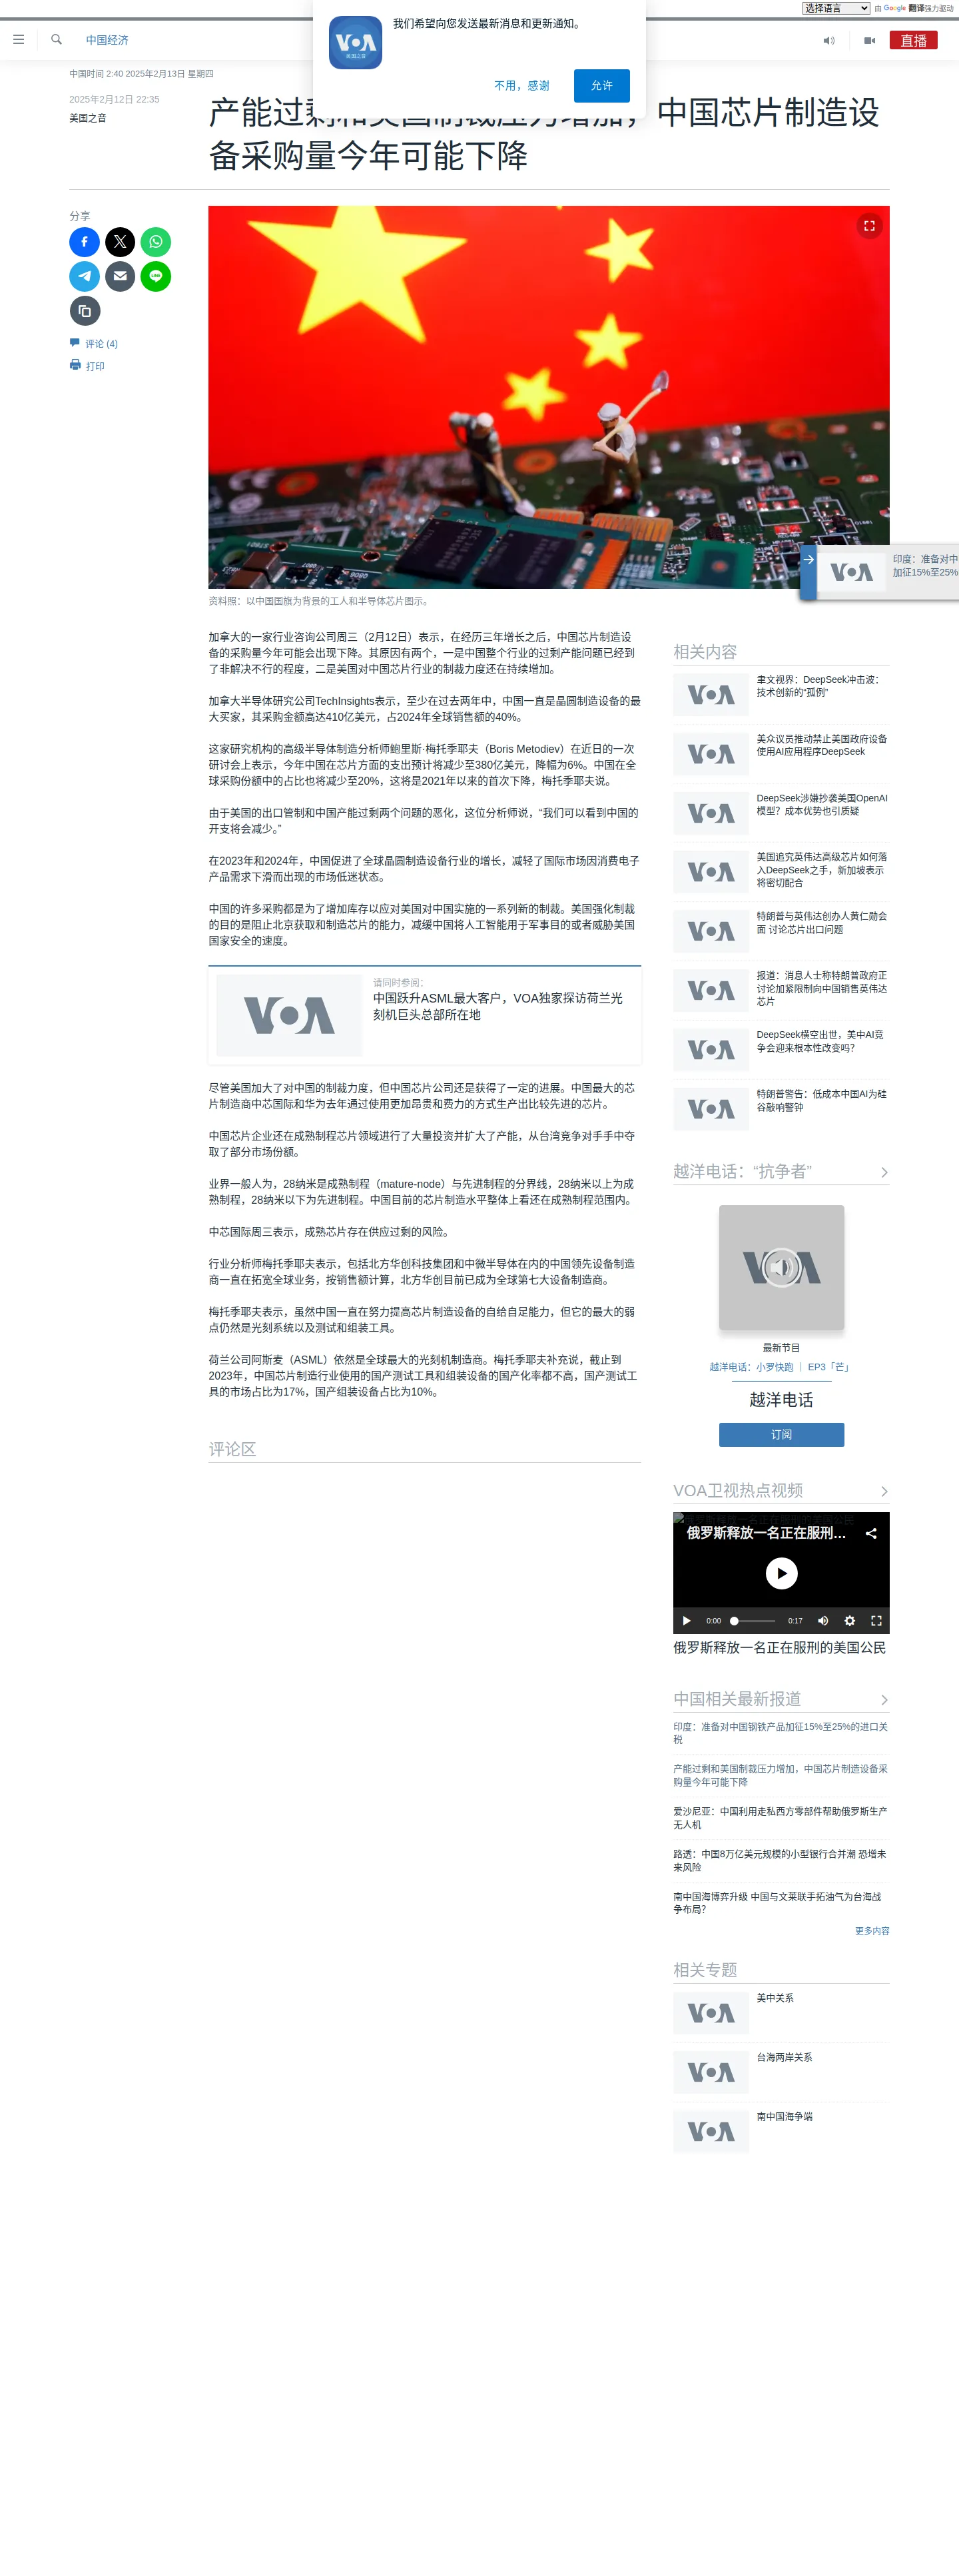 选择语言
由 Google 翻译强力驱动
我们希望向您发送最新消息和更新通知。
VOA
美国之音
不用，感谢
允许
中国经济
直播
中国时间 2:40 2025年2月13日 星期四
2025年2月12日 22:35
美国之音
中国芯片制造设
备采购量今年可能下降
分享
评论 (4)
打印
资料照：以中国国旗为背景的工人和半导体芯片图示。
VOA
印度：准备对中
加征15%至25%
加拿大的一家行业咨询公司周三（2月12日）表示，在经历三年增长之后，中国芯片制造设
备的采购量今年可能会出现下降。其原因有两个，一是中国整个行业的过剩产能问题已经到
了非解决不行的程度，二是美国对中国芯片行业的制裁力度还在持续增加。
加拿大半导体研究公司TechInsights表示，至少在过去两年中，中国一直是晶圆制造设备的最
大买家，其采购金额高达410亿美元，占2024年全球销售额的40%。
这家研究机构的高级半导体制造分析师鲍里斯·梅托季耶夫（Boris Metodiev）在近日的一次
研讨会上表示，今年中国在芯片方面的支出预计将减少至380亿美元，降幅为6%。中国在全
球采购份额中的占比也将减少至20%，这将是2021年以来的首次下降，梅托季耶夫说。
由于美国的出口管制和中国产能过剩两个问题的恶化，这位分析师说，“我们可以看到中国的
开支将会减少。”
在2023年和2024年，中国促进了全球晶圆制造设备行业的增长，减轻了国际市场因消费电子
产品需求下滑而出现的市场低迷状态。
中国的许多采购都是为了增加库存以应对美国对中国实施的一系列新的制裁。美国强化制裁
的目的是阻止北京获取和制造芯片的能力，减缓中国将人工智能用于军事目的或者威胁美国
国家安全的速度。
VOA
请同时参阅：
中国跃升ASML最大客户，VOA独家探访荷兰光
刻机巨头总部所在地
尽管美国加大了对中国的制裁力度，但中国芯片公司还是获得了一定的进展。中国最大的芯
片制造商中芯国际和华为去年通过使用更加昂贵和费力的方式生产出比较先进的芯片。
中国芯片企业还在成熟制程芯片领域进行了大量投资并扩大了产能，从台湾竞争对手手中夺
取了部分市场份额。
业界一般人为，28纳米是成熟制程（mature-node）与先进制程的分界线，28纳米以上为成
熟制程，28纳米以下为先进制程。中国目前的芯片制造水平整体上看还在成熟制程范围内。
中芯国际周三表示，成熟芯片存在供应过剩的风险。
行业分析师梅托季耶夫表示，包括北方华创科技集团和中微半导体在内的中国领先设备制造
商一直在拓宽全球业务，按销售额计算，北方华创目前已成为全球第七大设备制造商。
梅托季耶夫表示，虽然中国一直在努力提高芯片制造设备的自给自足能力，但它的最大的弱
点仍然是光刻系统以及测试和组装工具。
荷兰公司阿斯麦（ASML）依然是全球最大的光刻机制造商。梅托季耶夫补充说，截止到
2023年，中国芯片制造行业使用的国产测试工具和组装设备的国产化率都不高，国产测试工
具的市场占比为17%，国产组装设备占比为10%。
评论区
相关内容
VOA
聿文视界：DeepSeek冲击波：
技术创新的“孤例”
VOA
美众议员推动禁止美国政府设备
使用AI应用程序DeepSeek
VOA
DeepSeek涉嫌抄袭美国OpenAI
模型？成本优势也引质疑
VOA
美国追究英伟达高级芯片如何落
入DeepSeek之手，新加坡表示
将密切配合
VOA
特朗普与英伟达创办人黄仁勋会
面 讨论芯片出口问题
VOA
报道：消息人士称特朗普政府正
讨论加紧限制向中国销售英伟达
芯片
VOA
DeepSeek横空出世，美中AI竞
争会迎来根本性改变吗？
VOA
特朗普警告：低成本中国AI为硅
谷敲响警钟
越洋电话：“抗争者”
VOA
最新节目
越洋电话：小罗快跑 ｜ EP3「芒」
越洋电话
订阅
VOA卫视热点视频
俄罗斯释放一名正在服刑的美国公民
俄罗斯释放一名正在服刑...
0:00
0:17
俄罗斯释放一名正在服刑的美国公民
中国相关最新报道
印度：准备对中国钢铁产品加征15%至25%的进口关
税
产能过剩和美国制裁压力增加，中国芯片制造设备采
购量今年可能下降
爱沙尼亚：中国利用走私西方零部件帮助俄罗斯生产
无人机
路透：中国8万亿美元规模的小型银行合并潮 恐增未
来风险
南中国海博弈升级 中国与文莱联手拓油气为台海战
争布局？
更多内容
相关专题
VOA
美中关系
VOA
台海两岸关系
VOA
南中国海争端